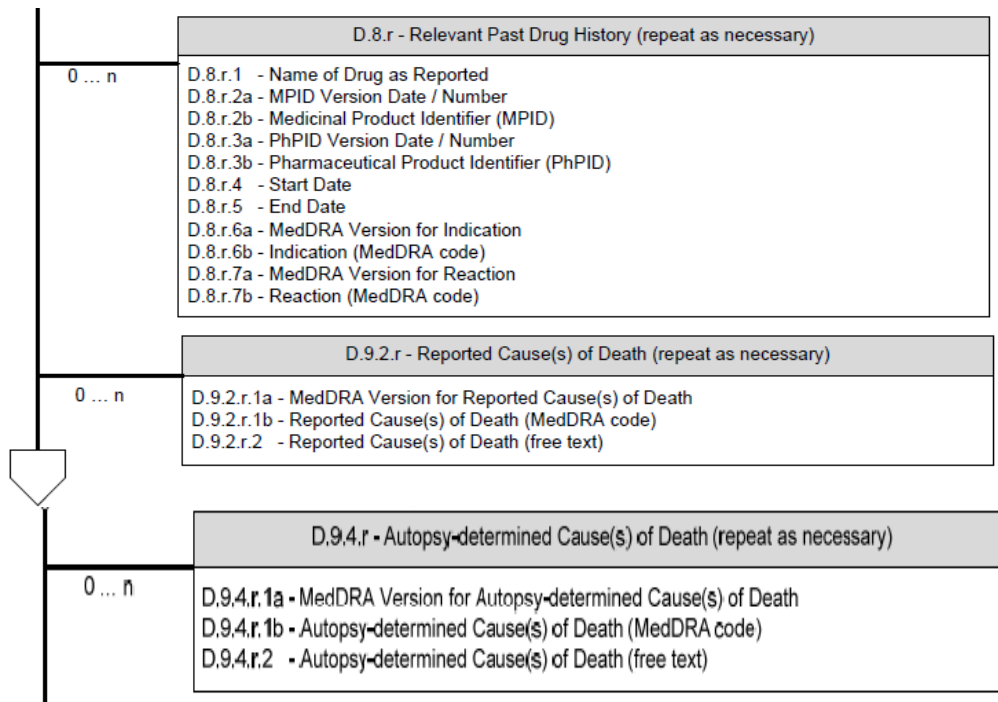 D.8.r - Relevant Past Drug History (repeat as necessary)
0 ... n
D.8.r.1 - Name of Drug as Reported
D.8.r.2a - MPID Version Date / Number
D.8.r.2b - Medicinal Product Identifier (MPID)
D.8.r.3a - PhPID Version Date / Number
D.8.r.3b - Pharmaceutical Product Identifier (PhPID)
D.8.r.4 - Start Date
D.8.r.5 - End Date
D.8.r.6a - MedDRA Version for Indication
D.8.r.6b - Indication (MedDRA code)
D.8.r.7a - MedDRA Version for Reaction
D.8.r.7b - Reaction (MedDRA code)
D.9.2.r - Reported Cause(s) of Death (repeat as necessary)
0 ... n
D.9.2.r.1a - MedDRA Version for Reported Cause(s) of Death
D.9.2.r.1b - Reported Cause(s) of Death (MedDRA code)
D.9.2.r.2 - Reported Cause(s) of Death (free text)
D.9.4.r - Autopsy-determined Cause(s) of Death (repeat as necessary)
0 ... n
D.9.4.r.1a - MedDRA Version for Autopsy-determined Cause(s) of Death
D.9.4.r.1b - Autopsy-determined Cause(s) of Death (MedDRA code)
D.9.4.r.2 - Autopsy-determined Cause(s) of Death (free text)